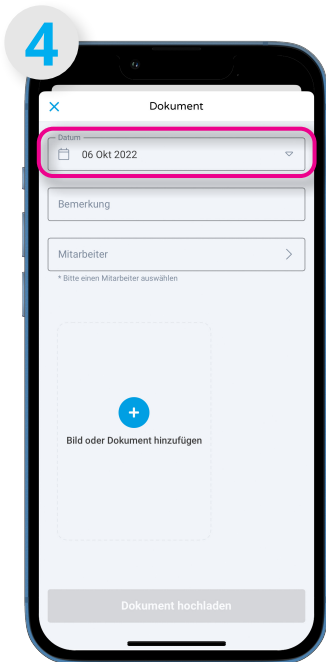 4
Dokument
Datum
06 Okt 2022
Bemerkung
Mitarbeiter
* Bitte einen Mitarbeiter auswählen
Bild oder Dokument hinzufügen
Dokument hochladen